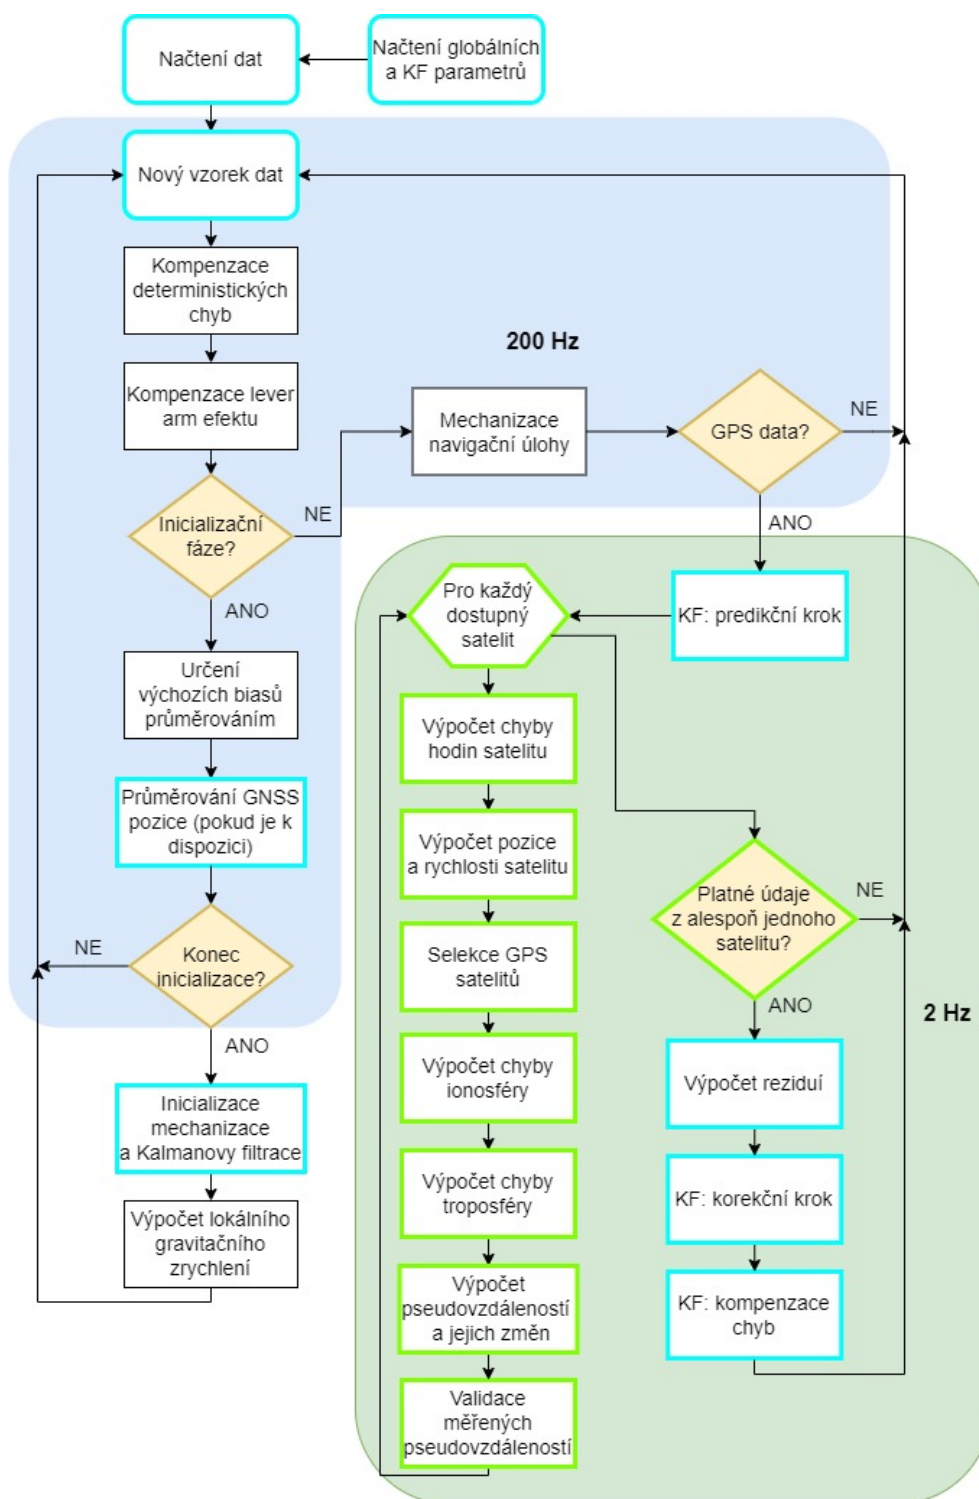 Načtení dat
Načtení globálních
a KF parametrů
Nový vzorek dat
Kompenzace
deterministických
chyb
200 Hz
Kompenzace lever
arm efektu
Mechanizace
navigační úlohy
GPS data?
NE
Inicializační
fáze?
NE
ANO
ANO
Pro každý
dostupný
satelit
KF: predikční krok
Určení
výchozích biasů
průměrováním
Výpočet chyby
hodin satelitu
Průměrování GNSS
pozice (pokud je k
dispozici)
Výpočet pozice
a rychlosti satelitu
Platné údaje
z alespoň jednoho
satelitu?
NE
Konec
inicializace?
NE
Selekce GPS
satelitů
ANO
2 Hz
ANO
Výpočet chyby
ionosféry
Výpočet reziduí
Inicializace
mechanizace
a Kalmanovy filtrace
Výpočet chyby
troposféry
KF: korekční krok
Výpočet lokálního
gravitačního
zrychlení
Výpočet
pseudovzdáleností
a jejich změn
KF: kompenzace
chyb
Validace
měřených
pseudovzdáleností